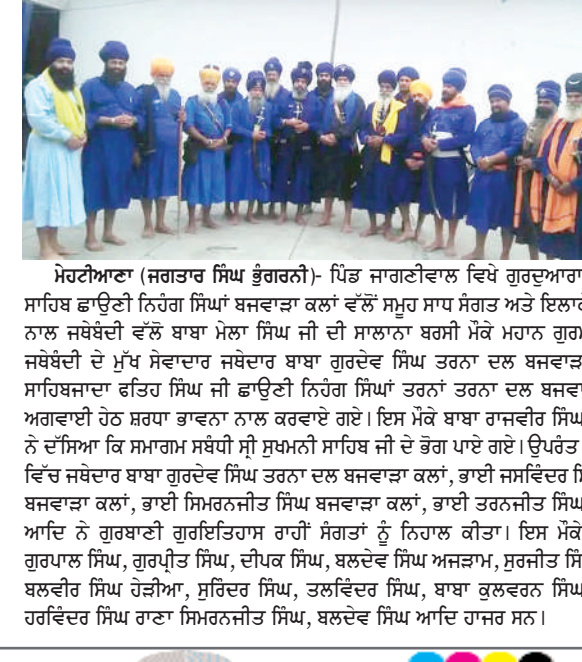 ਮੇਹਟੀਆਣਾ (ਜਗਤਾਰ ਸਿੰਘ ਭੁੰਗਰਨੀ)- ਪਿੰਡ ਜਾਗਣੀਵਾਲ ਵਿਖੇ ਗੁਰਦੁਆਰਾ
ਸਾਹਿਬ ਛਾਉਣੀ ਨਿਹੰਗ ਸਿੰਘਾਂ ਬਜਵਾੜਾ ਕਲਾਂ ਵੱਲੋਂ ਸਮੂਹ ਸਾਧ ਸੰਗਤ ਅਤੇ
ਨਾਲ ਜਥੇਬੰਦੀ ਵੱਲੋਂ ਬਾਬਾ ਮੇਲਾ ਸਿੰਘ ਜੀ ਦੀ ਸਾਲਾਨਾ ਬਰਸੀ ਮੌਕੇ ਮਹਾਨ
ਜਥੇਬੰਦੀ ਦੇ ਮੁੱਖ ਸੇਵਾਦਾਰ ਜਥੇਦਾਰ ਬਾਬਾ ਗੁਰਦੇਵ ਸਿੰਘ ਤਰਨਾ ਦਲ
ਸਾਹਿਬਜਾਦਾ ਫਤਿਹ ਸਿੰਘ ਜੀ ਛਾਉਣੀ ਨਿਹੰਗ ਸਿੰਘਾਂ ਤਰਨਾਂ ਤਰਨਾ ਦਲ
ਅਗਵਾਈ ਹੇਠ ਸ਼ਰਧਾ ਭਾਵਨਾ ਨਾਲ ਕਰਵਾਏ ਗਏ। ਇਸ ਮੌਕੇ ਬਾਬਾ ਰਾਜਵੀਰ ਸਿੰਘ
ਨੇ ਦੱਸਿਆ ਕਿ ਸਮਾਗਮ ਸਬੰਧੀ ਸ੍ਰੀ ਸੁਖਮਨੀ ਸਾਹਿਬ ਜੀ ਦੇ ਭੋਗ ਪਾਏ ਗਏ। ਉਪਰੰਤ
ਵਿੱਚ ਜਥੇਦਾਰ ਬਾਬਾ ਗੁਰਦੇਵ ਸਿੰਘ ਤਰਨਾ ਦਲ ਬਜਵਾੜਾ ਕਲਾਂ, ਭਾਈ ਜਸਵਿੰਦਰ
ਬਜਵਾੜਾ ਕਲਾਂ, ਭਾਈ ਸਿਮਰਨਜੀਤ ਸਿੰਘ ਬਜਵਾੜਾ ਕਲਾਂ, ਭਾਈ ਤਰਨਜੀਤ ਸਿੰਘ
ਆਦਿ ਨੇ ਗੁਰਬਾਣੀ ਗੁਰਇਤਿਹਾਸ ਰਾਹੀਂ ਸੰਗਤਾਂ ਨੂੰ ਨਿਹਾਲ ਕੀਤਾ। ਇਸ ਮੌਕੇ
ਗੁਰਪਾਲ ਸਿੰਘ, ਗੁਰਪ੍ਰੀਤ ਸਿੰਘ, ਦੀਪਕ ਸਿੰਘ, ਬਲਦੇਵ ਸਿੰਘ ਅਜੜਾਮ, ਸੁਰਜੀਤ
ਬਲਵੀਰ ਸਿੰਘ ਹੇੜੀਆ, ਸੁਰਿੰਦਰ ਸਿੰਘ, ਤਲਵਿੰਦਰ ਸਿੰਘ, ਬਾਬਾ ਕੁਲਵਰਨ ਸਿੰਘ
ਹਰਵਿੰਦਰ ਸਿੰਘ ਰਾਣਾ ਸਿਮਰਨਜੀਤ ਸਿੰਘ, ਬਲਦੇਵ ਸਿੰਘ ਆਦਿ ਹਾਜਰ ਸਨ।